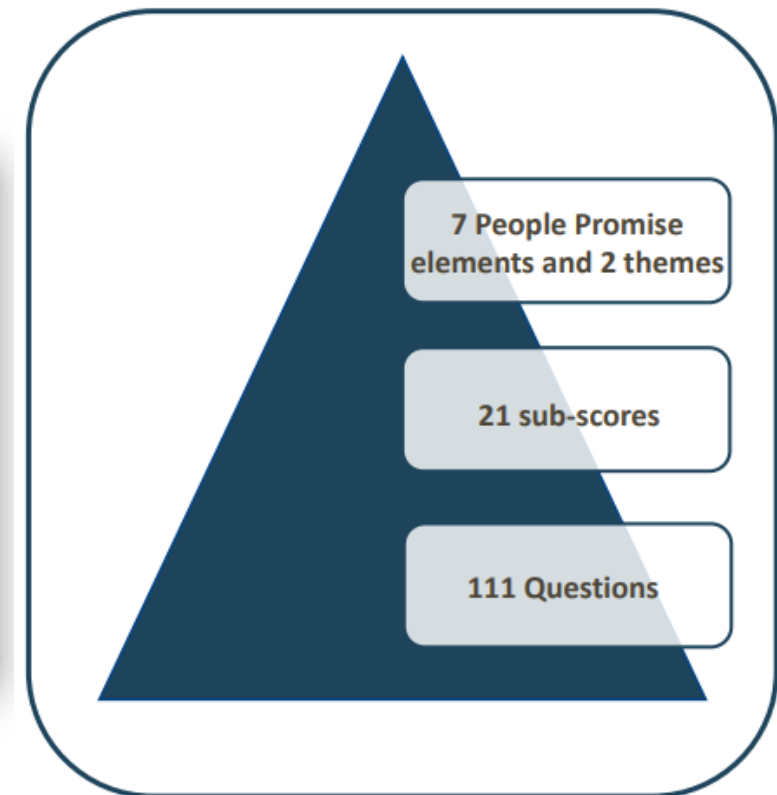 7 People Promise
elements and 2 themes
21 sub-scores
111 Questions